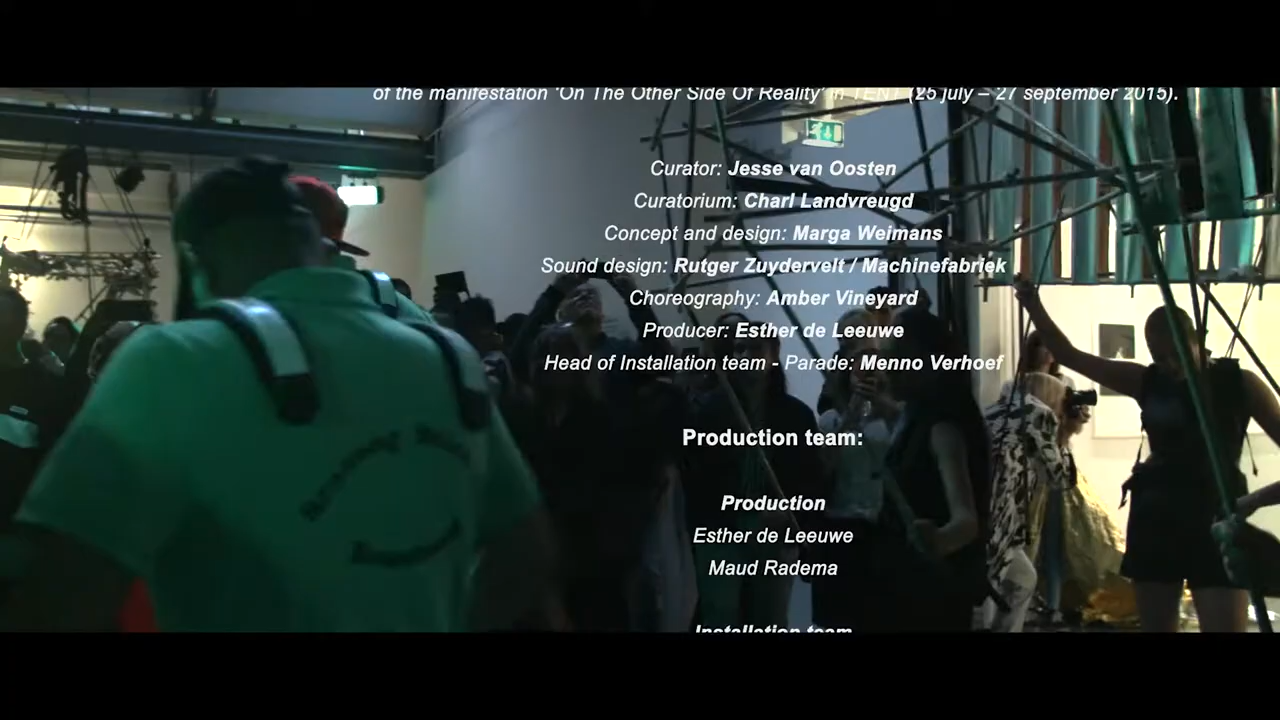 of the manifestation 'On The Other Side Of Reality' in TENT (25 july – 27 september 2015).
Curator: Jesse van Oosten
Curatorium: Charl Landvreugd
Concept and design: Marga Weimans
Sound design: Rutger Zuydervelt / Machinefabriek
Choreography: Amber Vineyard
Producer: Esther de Leeuwe
Head of Installation team - Parade: Menno Verhoef
Production team:
Production
Esther de Leeuwe
Maud Radema
Installation team